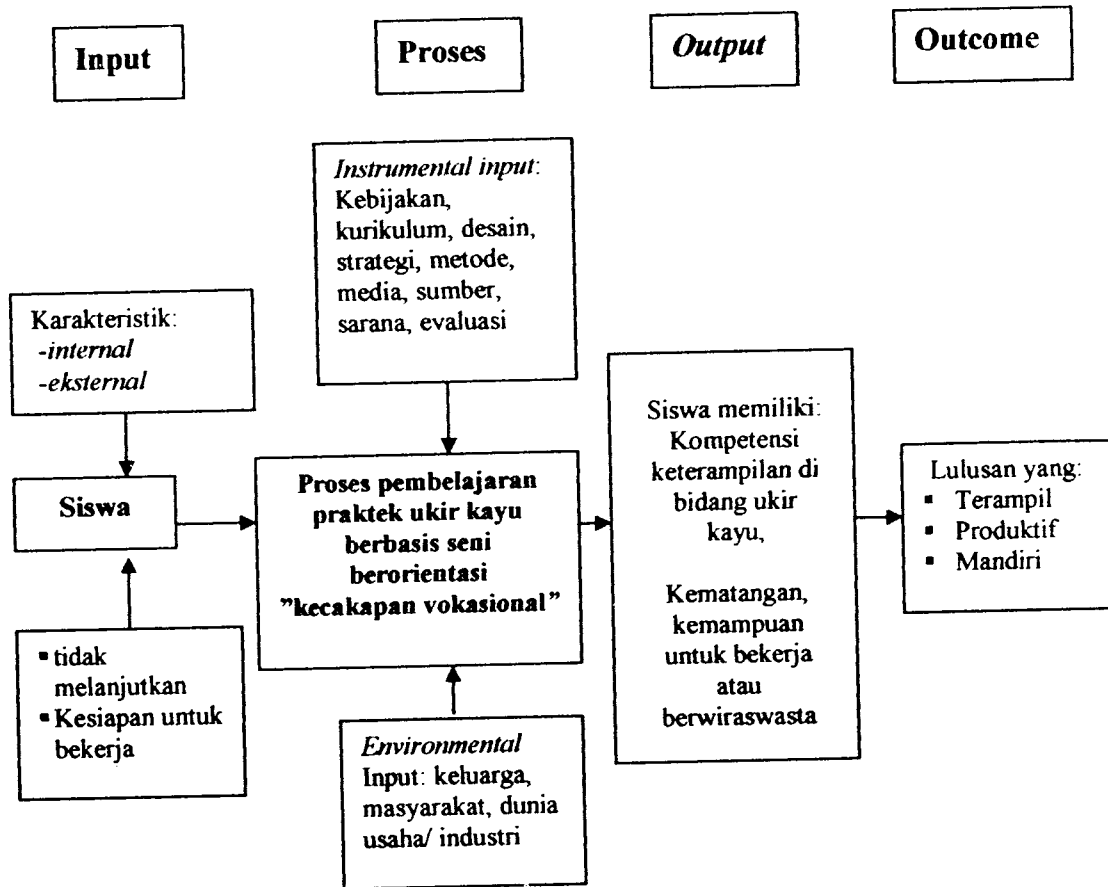 Input
Proses
Output
Outcome
Instrumental input:
Kebijakan,
kurikulum, desain,
strategi, metode,
media, sumber,
sarana, evaluasi
Karakteristik:
-internal
-eksternal
Siswa
Proses pembelajaran
praktek ukir kayu
berbasis seni
berorientasi
”kecakapan vokasional”
Siswa memiliki:
Kompetensi
keterampilan di
bidang ukir
kayu,
Kematangan,
kemampuan
untuk bekerja
atau
berwiraswasta
Lulusan yang:
▪ Terampil
▪ Produktif
▪ Mandiri
▪ tidak
melanjutkan
▪ Kesiapan untuk
bekerja
Environmental
Input: keluarga,
masyarakat, dunia
usaha/ industri